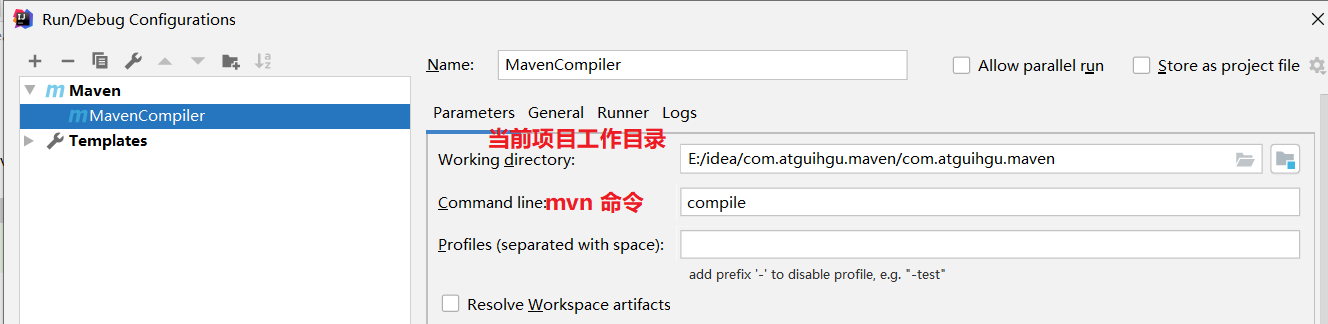 Run/Debug Configurations
Name: MavenCompiler
Allow parallel run
Store as project file
Maven
MavenCompiler
Templates
Parameters General Runner Logs
当前项目工作目录
Working directory: E:/idea/com.atguihgu.maven/com.atguihgu.maven
Command line: mvn 命令 compile
Profiles (separated with space):
add prefix '-' to disable profile, e.g. "-test"
Resolve Workspace artifacts